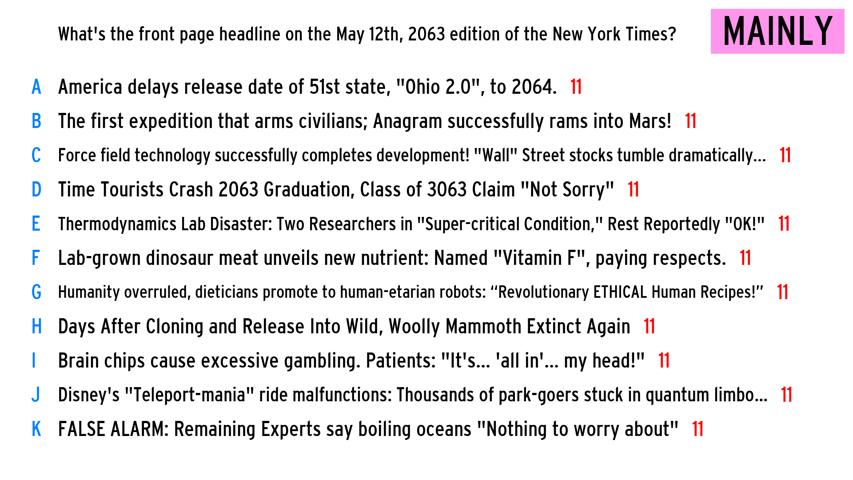 What's the front page headline on the May 12th, 2063 edition of the New York Times?
MAINLY
A America delays release date of 51st state, "Ohio 2.0", to 2064. 11
B The first expedition that arms civilians; Anagram successfully rams into Mars! 11
C Force field technology successfully completes development! "Wall" Street stocks tumble dramatically... 11
D Time Tourists Crash 2063 Graduation, Class of 3063 Claim "Not Sorry" 11
E Thermodynamics Lab Disaster: Two Researchers in "Super-critical Condition," Rest Reportedly "OK!" 11
F Lab-grown dinosaur meat unveils new nutrient: Named "Vitamin F", paying respects. 11
G Humanity overruled, dieticians promote to human-etarian robots: “Revolutionary ETHICAL Human Recipes!” 11
H Days After Cloning and Release Into Wild, Woolly Mammoth Extinct Again 11
I Brain chips cause excessive gambling. Patients: "It's... 'all in'... my head!" 11
J Disney's "Teleport-mania" ride malfunctions: Thousands of park-goers stuck in quantum limbo... 11
K FALSE ALARM: Remaining Experts say boiling oceans "Nothing to worry about" 11